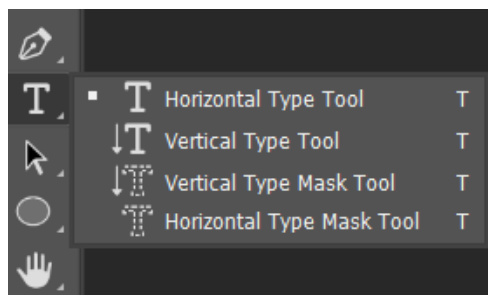 Horizontal Type Tool T
Vertical Type Tool T
Vertical Type Mask Tool T
Horizontal Type Mask Tool T